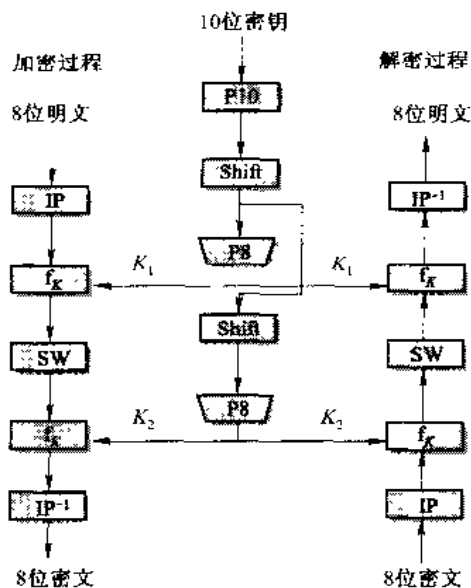 10位密钥
加密过程
解密过程
8位明文
P10
8位明文
Shift
IP
IP⁻¹
P8
f_K
K₁
K₁
f_K
Shift
SW
SW
P8
f_K
K₂
K₂
f_K
IP⁻¹
IP
8位密文
8位密文